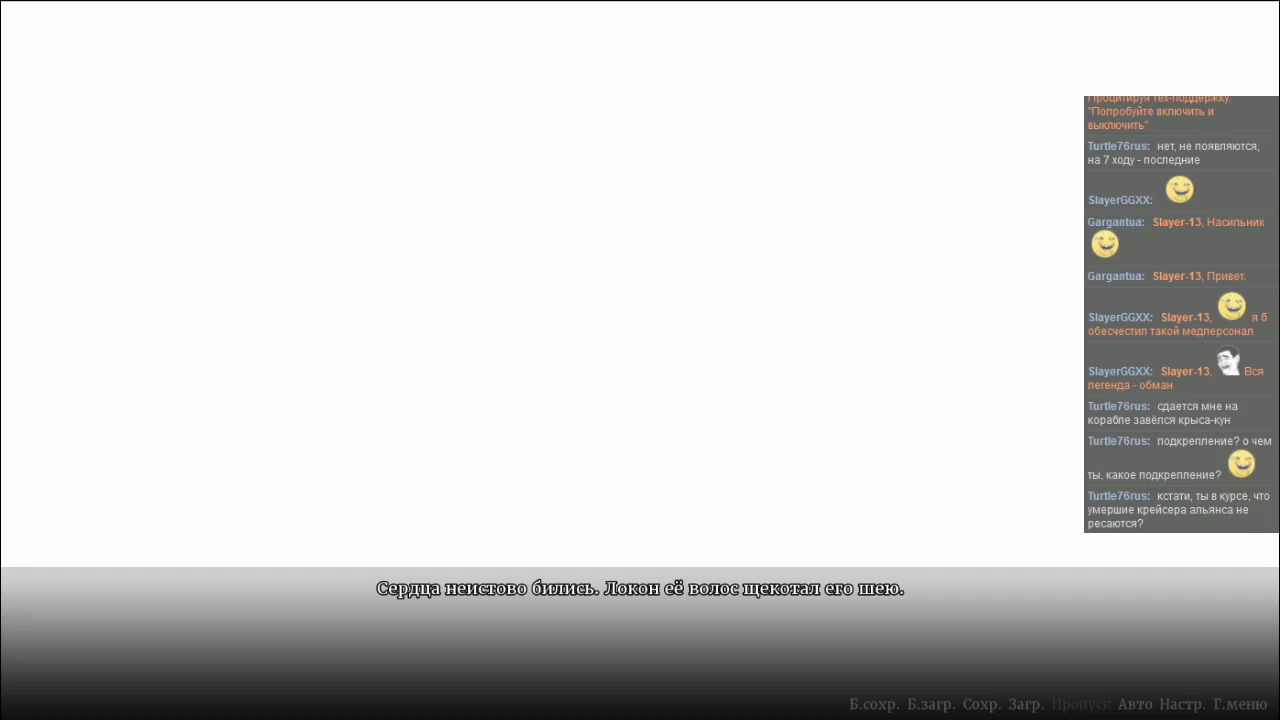 Процитируя тех-поддержку.
"Попробуйте включить и
выключить"
Turtle76rus: нет, не появляются,
на 7 ходу - последние
SlayerGGXX:
Gargantua: Slayer-13, Насильник
Gargantua: Slayer-13, Привет.
SlayerGGXX: Slayer-13, я б
обесчестил такой медперсонал
SlayerGGXX: Slayer-13, Вся
легенда - обман
Turtle76rus: сдается мне на
корабле завёлся крыса-кун
Turtle76rus: подкрепление? о чем
ты, какое подкрепление?
Turtle76rus: кстати, ты в курсе, что
умершие крейсера альянса не
ресаются?
Сердца неистово бились. Локон её волос щекотал его шею.
Б.сохр. Б.загр. Сохр. Загр. Пропуск Авто Настр. Г.меню